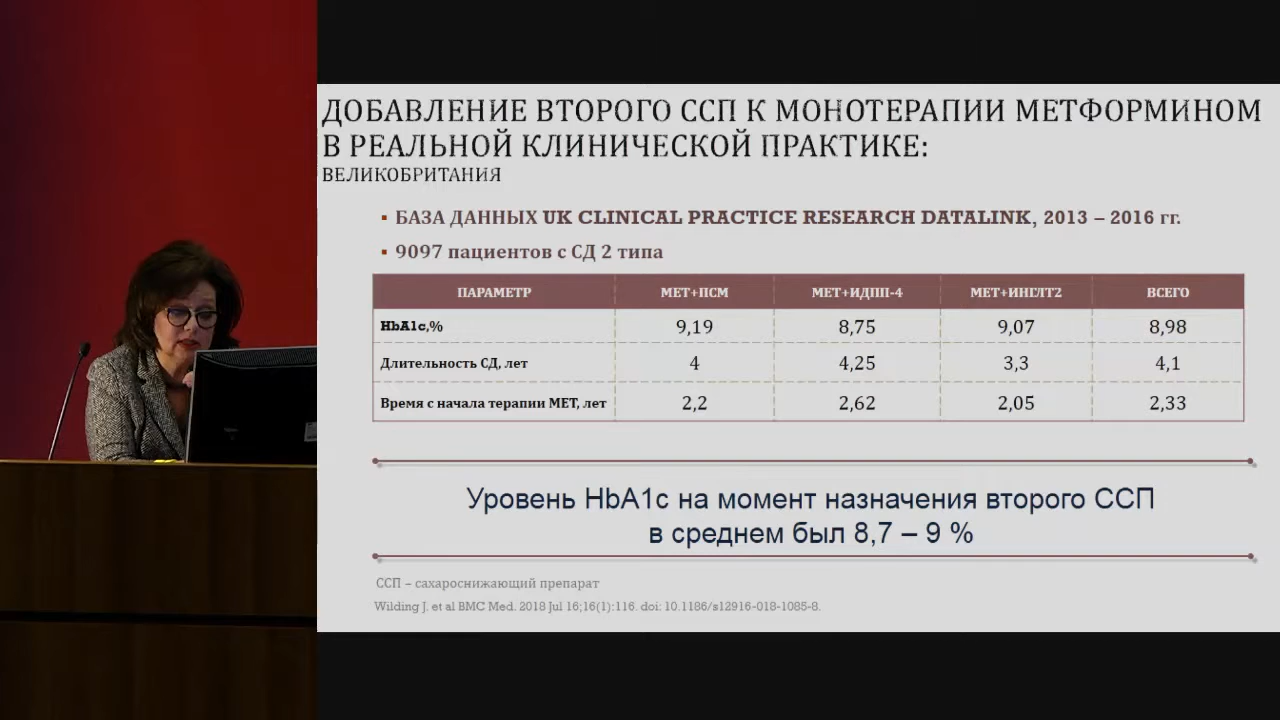 ДОБАВЛЕНИЕ ВТОРОГО ССП К МОНОТЕРАПИИ МЕТФОРМИНОМ
В РЕАЛЬНОЙ КЛИНИЧЕСКОЙ ПРАКТИКЕ:
ВЕЛИКОБРИТАНИЯ
▪ БАЗА ДАННЫХ UK CLINICAL PRACTICE RESEARCH DATALINK, 2013 – 2016 гг.
▪ 9097 пациентов с СД 2 типа
ПАРАМЕТР МЕТ+ПСМ МЕТ+ИДПП-4 МЕТ+ИНГЛТ2 ВСЕГО
HbA1c,% 9,19 8,75 9,07 8,98
Длительность СД, лет 4 4,25 3,3 4,1
Время с начала терапии МЕТ, лет 2,2 2,62 2,05 2,33
Уровень HbA1c на момент назначения второго ССП
в среднем был 8,7 – 9 %
ССП – сахароснижающий препарат
Wilding J. et al BMC Med. 2018 Jul 16;16(1):116. doi: 10.1186/s12916-018-1085-8.